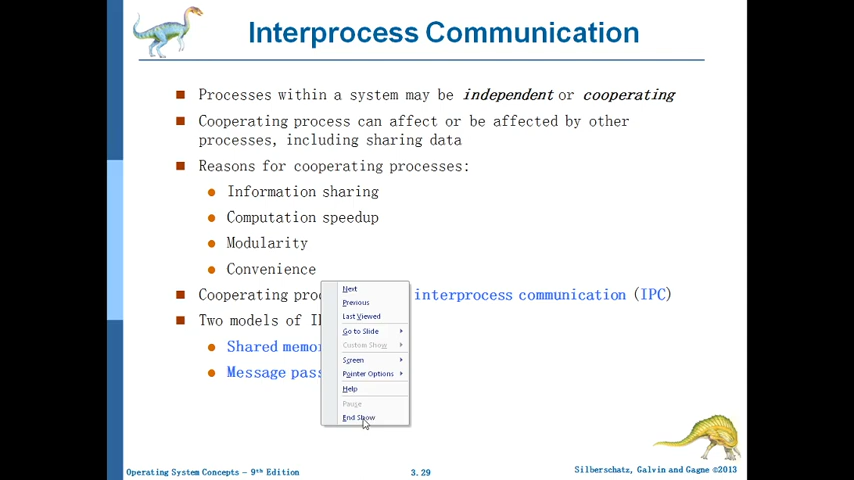 Interprocess Communication
Processes within a system may be independent or cooperating
Cooperating process can affect or be affected by other
processes, including sharing data
Reasons for cooperating processes:
Information sharing
Computation speedup
Modularity
Convenience
Cooperating interprocess communication (IPC)
Two models of
Shared
Message
Next
Previous
Last Viewed
Go to Slide
Custom Show
Screen
Pointer Options
Help
Pause
End Show
Operating System Concepts – 9th Edition
3.29
Silberschatz, Galvin and Gagne ©2013